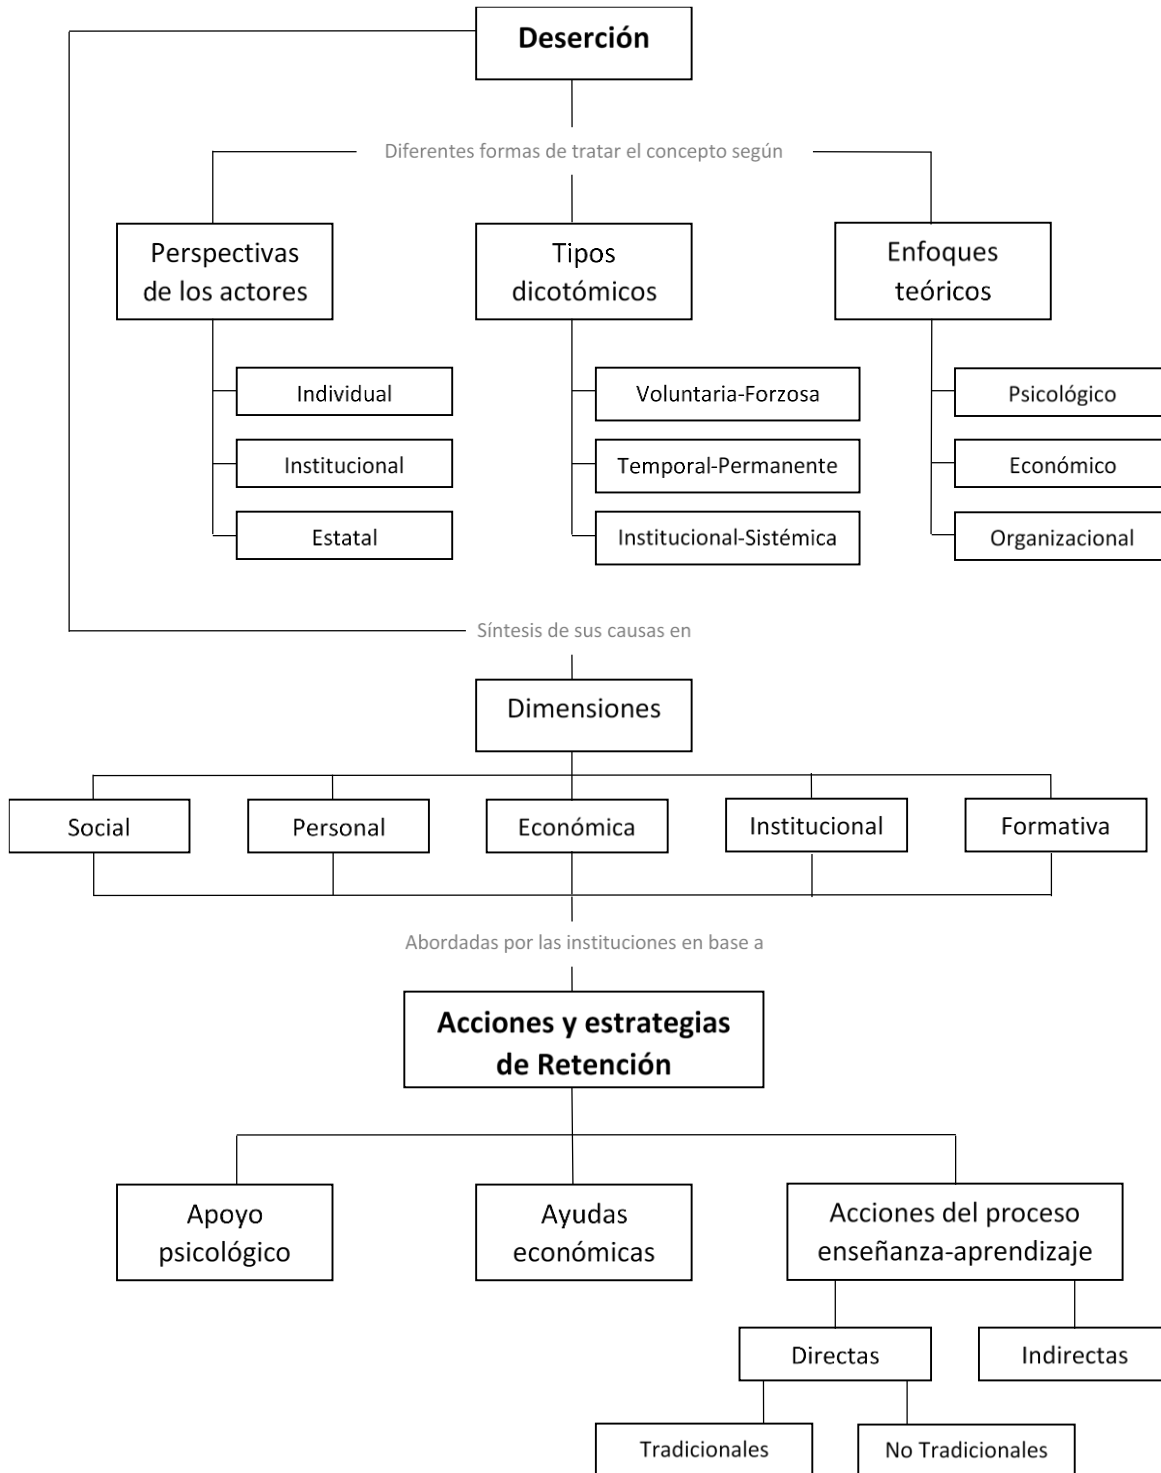 Deserción
Diferentes formas de tratar el concepto según
Perspectivas
de los actores
Tipos
dicotómicos
Enfoques
teóricos
Individual
Voluntaria-Forzosa
Psicológico
Institucional
Temporal-Permanente
Económico
Estatal
Institucional-Sistémica
Organizacional
Síntesis de sus causas en
Dimensiones
Social
Personal
Económica
Institucional
Formativa
Abordadas por las instituciones en base a
Acciones y estrategias
de Retención
Apoyo
psicológico
Ayudas
económicas
Acciones del proceso
enseñanza-aprendizaje
Directas
Indirectas
Tradicionales
No Tradicionales